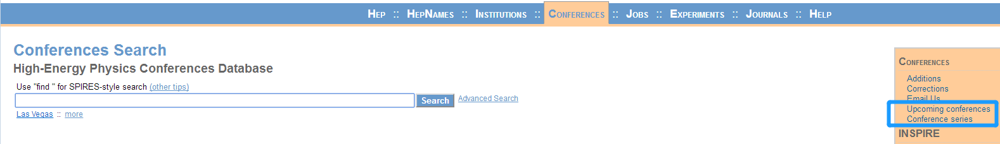 Hep :: HepNames :: Institutions :: Conferences :: Jobs :: Experiments :: Journals :: Help
Conferences Search
High-Energy Physics Conferences Database
Use "find " for SPIRES-style search (other tips)
Search Advanced Search
Las Vegas :: more
Conferences
Additions
Corrections
Email Us
Upcoming conferences
Conference series
INSPIRE